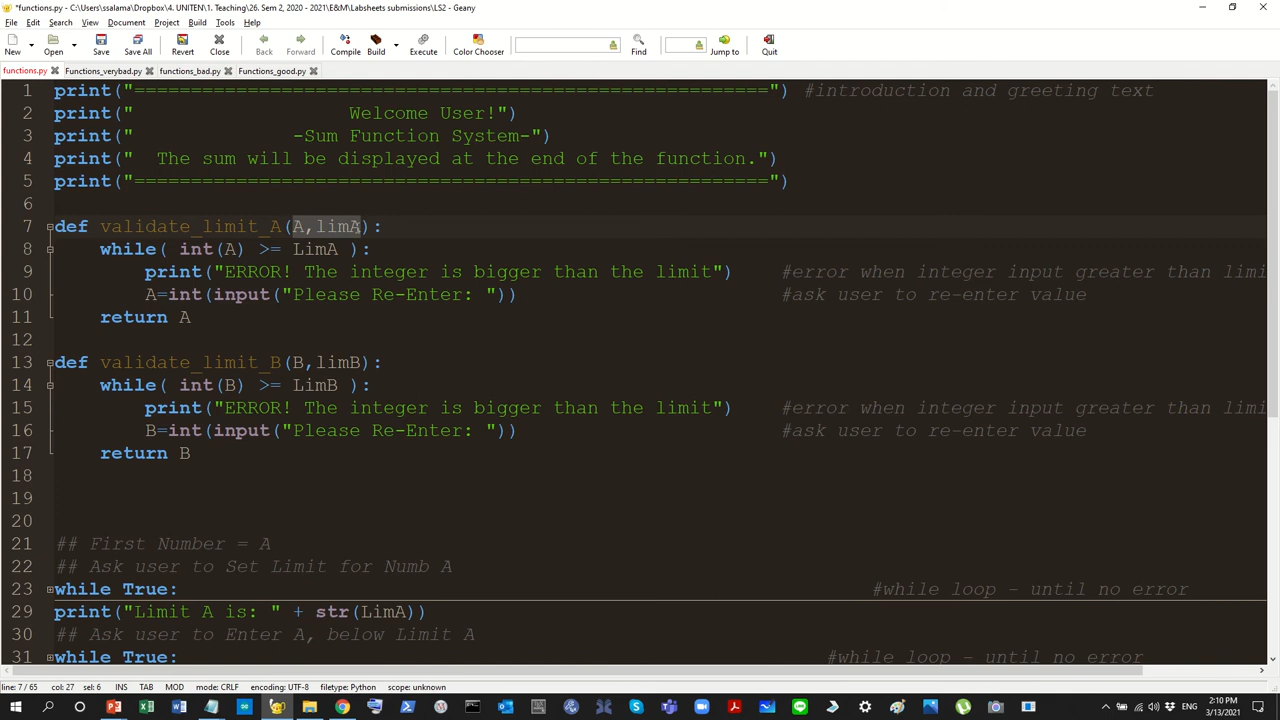 *functions.py - C:\Users\ssalama\Dropbox\4. UNITEN\1. Teaching\26. Sem 2, 2020 - 2021\E&M\Labsheets submissions\LS2 - Geany
File Edit Search View Document Project Build Tools Help
New Open Save Save All Revert Close Back Forward Compile Build Execute Color Chooser Find Jump to Quit
functions.py Functions_verybad.py functions_bad.py Functions_good.py
1 print("========================================================") #introduction and greeting text
2 print("                   Welcome User!")
3 print("              -Sum Function System-")
4 print("  The sum will be displayed at the end of the function.")
5 print("========================================================")
6
7 def validate_limit_A(A,limA):
8 while( int(A) >= LimA ):
9 print("ERROR! The integer is bigger than the limit") #error when integer input greater than limi
10 A=int(input("Please Re-Enter: ")) #ask user to re-enter value
11 return A
12
13 def validate_limit_B(B,limB):
14 while( int(B) >= LimB ):
15 print("ERROR! The integer is bigger than the limit") #error when integer input greater than limi
16 B=int(input("Please Re-Enter: ")) #ask user to re-enter value
17 return B
18
19
20
21 ## First Number = A
22 ## Ask user to Set Limit for Numb A
23 while True: #while loop - until no error
29 print("Limit A is: " + str(LimA))
30 ## Ask user to Enter A, below Limit A
31 while True: #while loop - until no error
line: 7 / 65 col: 27 sel: 6 INS TAB MOD mode: CRLF encoding: UTF-8 filetype: Python scope: unknown
2:10 PM
3/13/2021